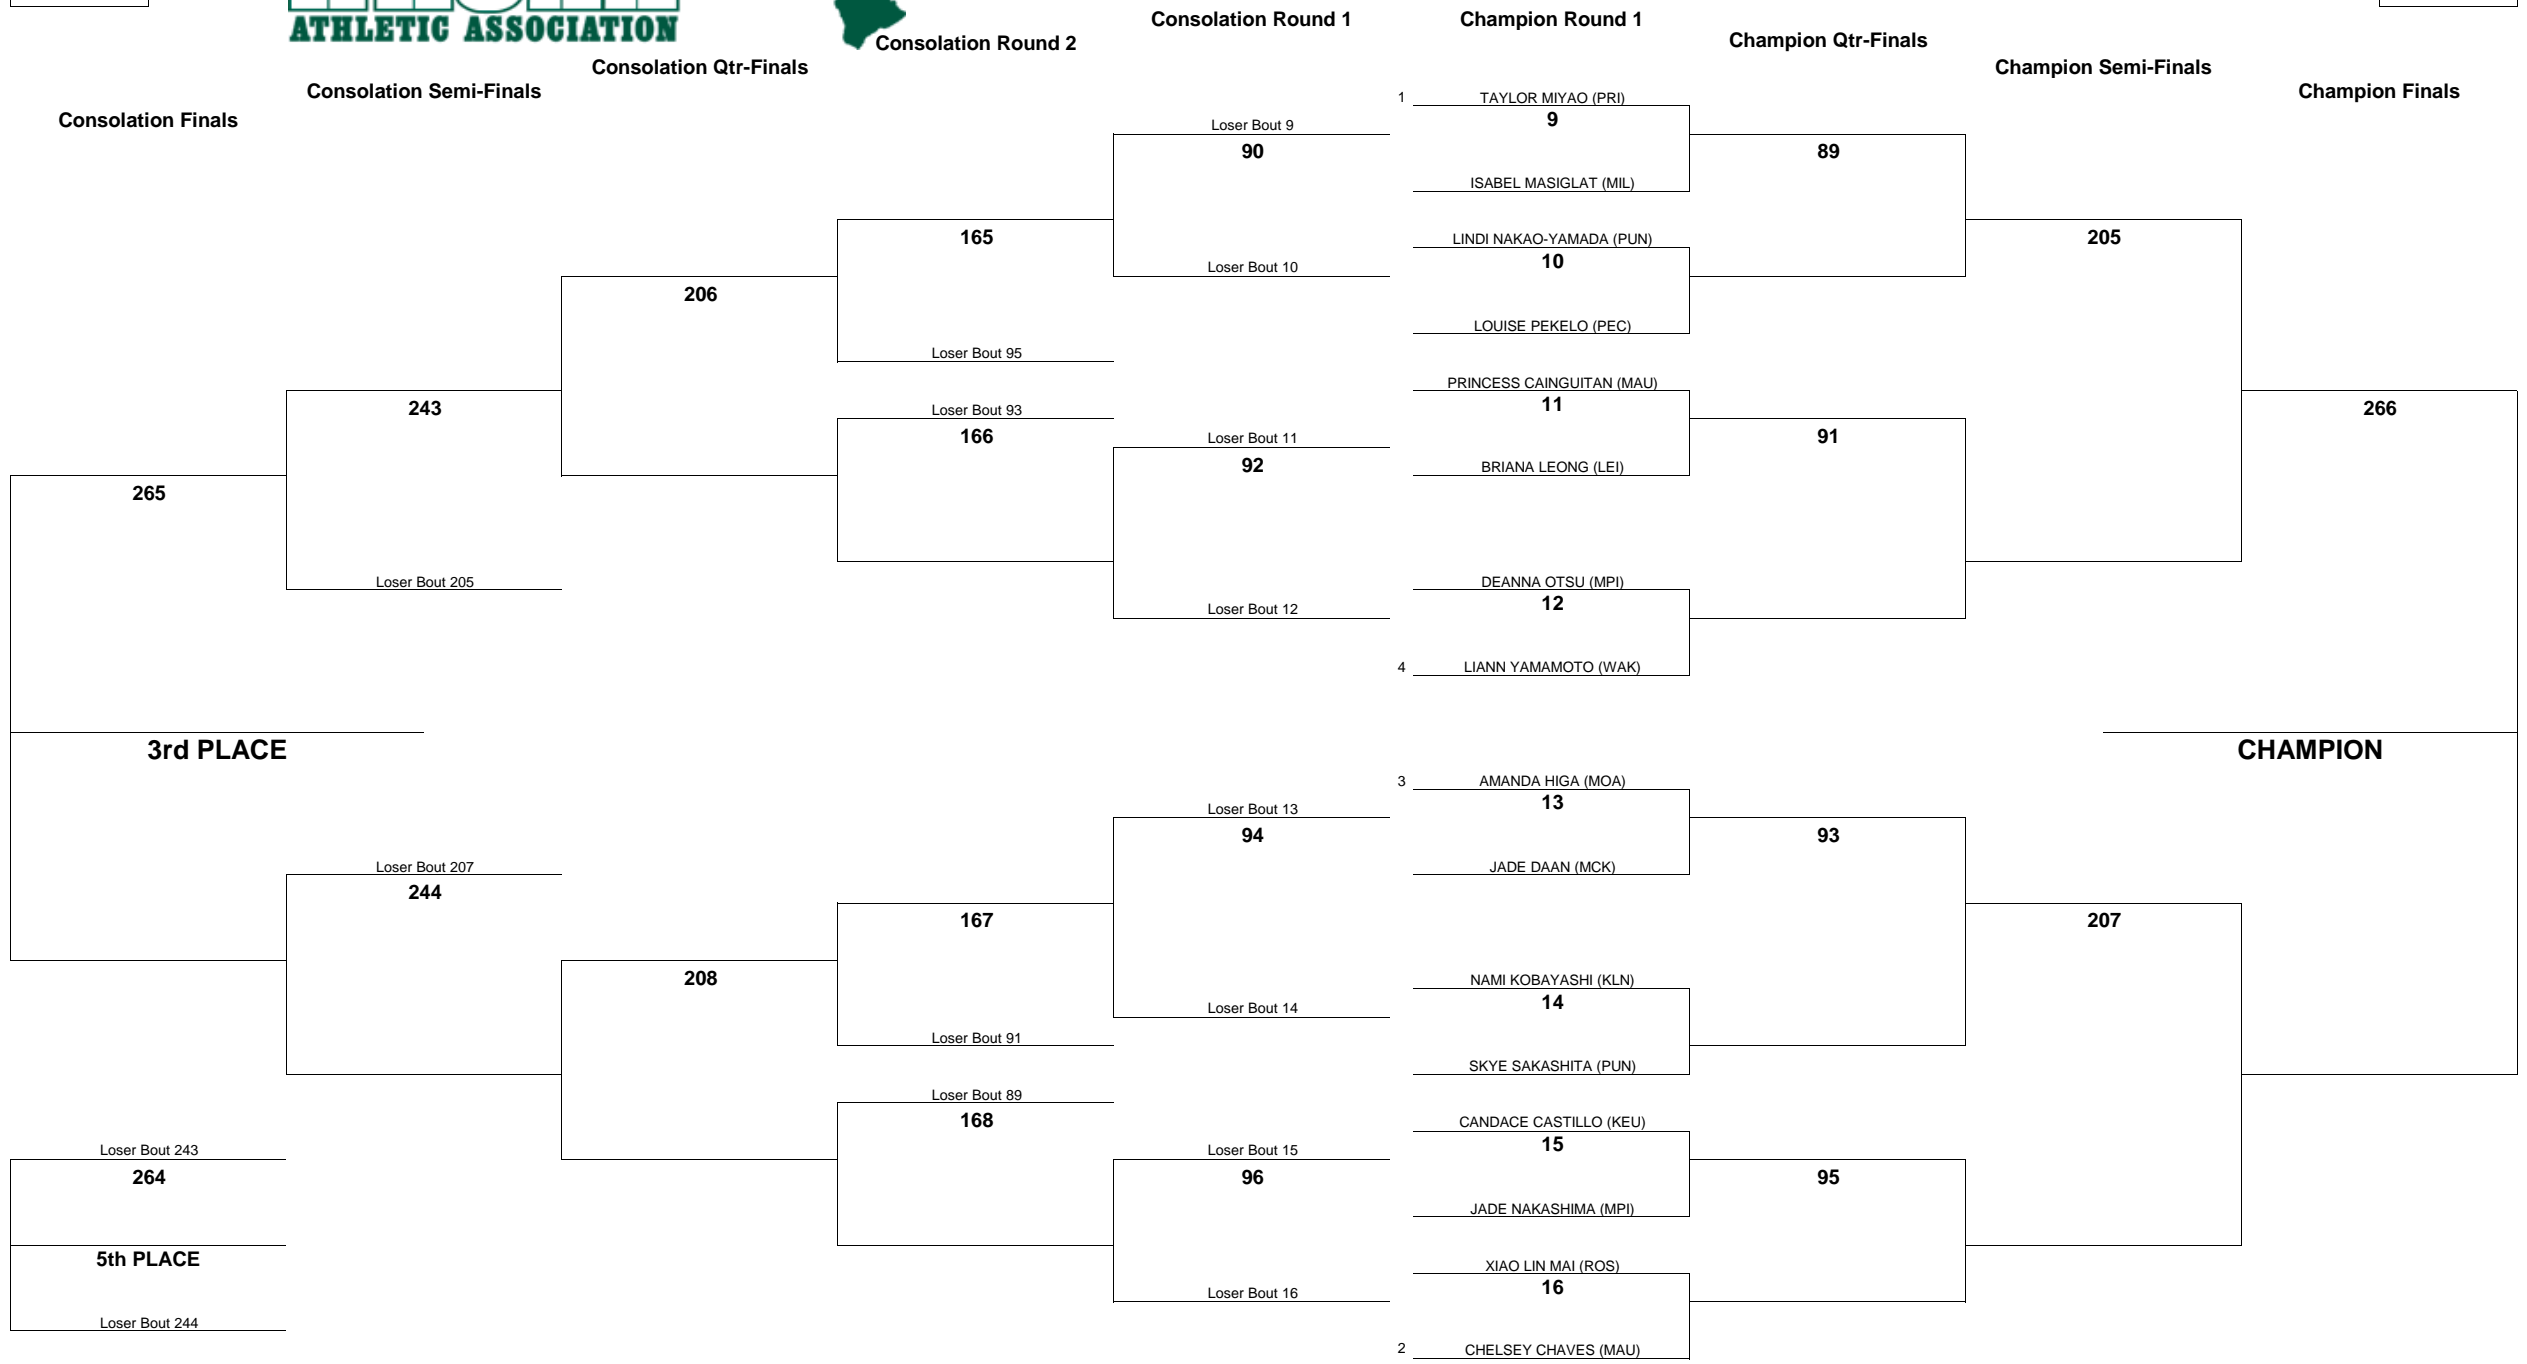 ATHLETIC ASSOCIATION
Consolation Round 1
Champion Round 1
Consolation Round 2
Champion Qtr-Finals
Consolation Qtr-Finals
Champion Semi-Finals
Consolation Semi-Finals
Champion Finals
Consolation Finals
1 TAYLOR MIYAO (PRI)
9
ISABEL MASIGLAT (MIL)
LINDI NAKAO-YAMADA (PUN)
10
LOUISE PEKELO (PEC)
PRINCESS CAINGUITAN (MAU)
11
BRIANA LEONG (LEI)
DEANNA OTSU (MPI)
12
4 LIANN YAMAMOTO (WAK)
3 AMANDA HIGA (MOA)
13
JADE DAAN (MCK)
NAMI KOBAYASHI (KLN)
14
SKYE SAKASHITA (PUN)
CANDACE CASTILLO (KEU)
15
JADE NAKASHIMA (MPI)
XIAO LIN MAI (ROS)
16
2 CHELSEY CHAVES (MAU)
89
91
93
95
205
207
266
CHAMPION
Loser Bout 9
90
Loser Bout 10
Loser Bout 11
92
Loser Bout 12
Loser Bout 13
94
Loser Bout 14
Loser Bout 15
96
Loser Bout 16
165
Loser Bout 95
Loser Bout 93
166
167
Loser Bout 91
Loser Bout 89
168
206
208
243
Loser Bout 205
Loser Bout 207
244
265
3rd PLACE
Loser Bout 243
264
5th PLACE
Loser Bout 244